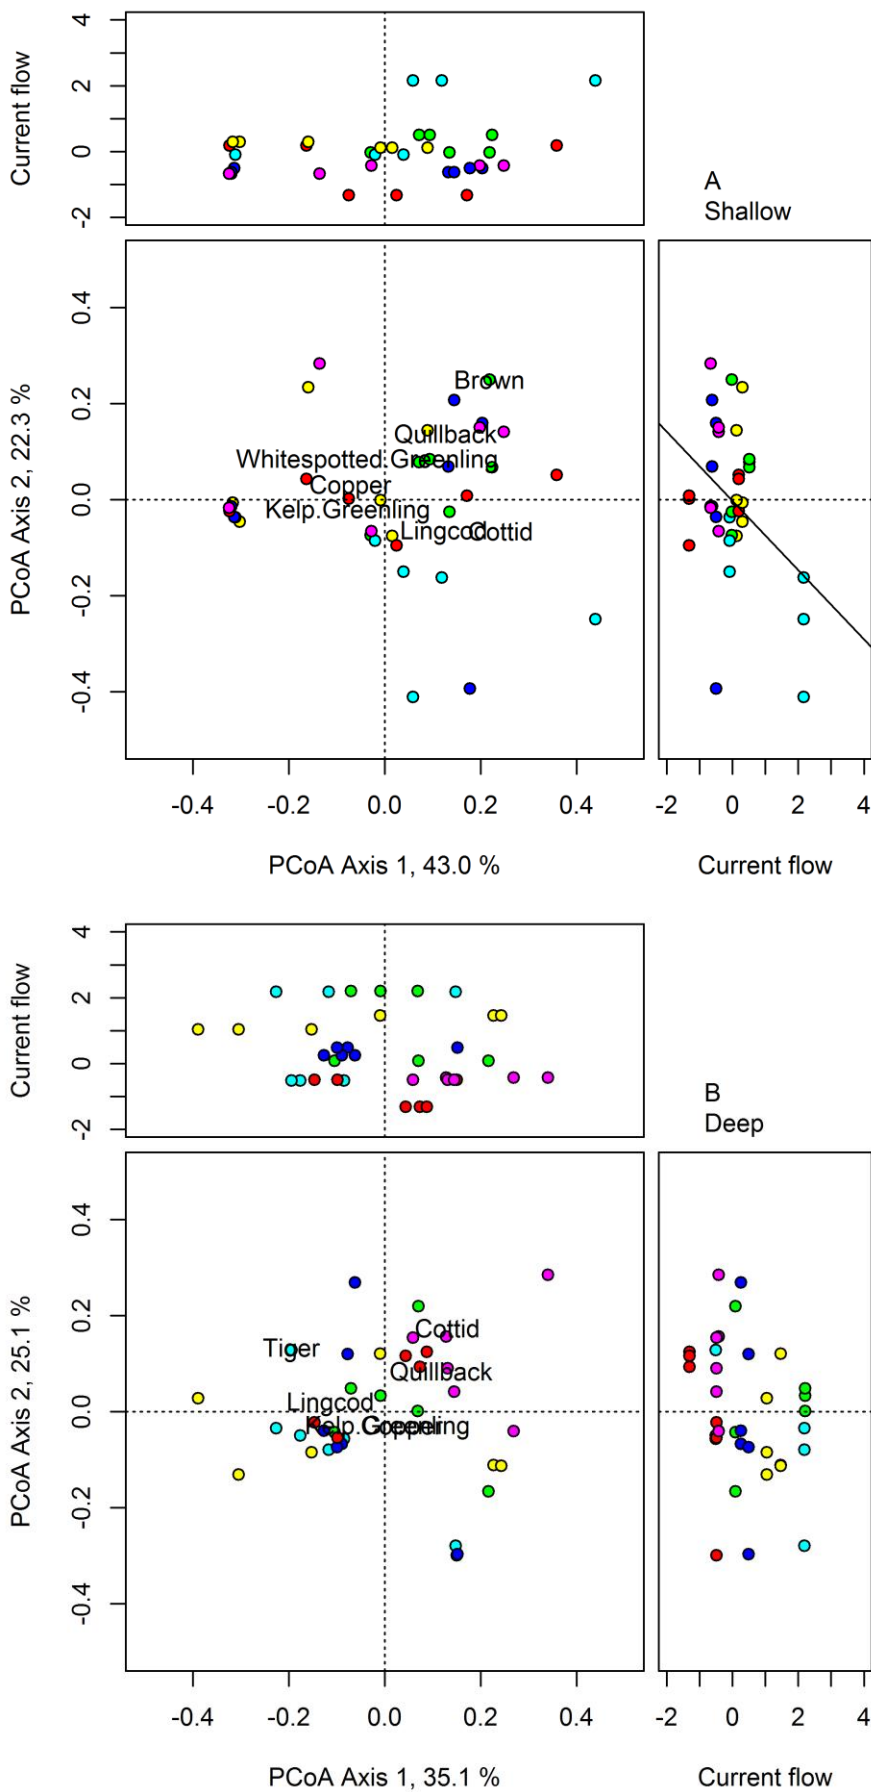 4
2
0
-2
Current flow
A
Shallow
0.4
0.2
0.0
-0.2
-0.4
PCoA Axis 2, 22.3 %
Brown
Quillback
Whitespotted.Greenling
Copper
Kelp.Greenling
Lingcod
Cottid
-0.4 -0.2 0.0 0.2 0.4
-2 0 2 4
PCoA Axis 1, 43.0 %
Current flow
4
2
0
-2
Current flow
B
Deep
0.4
0.2
0.0
-0.2
-0.4
PCoA Axis 2, 25.1 %
Cottid
Tiger
Quillback
Lingcod
Kelp.Greenling
Copper
-0.4 -0.2 0.0 0.2 0.4
-2 0 2 4
PCoA Axis 1, 35.1 %
Current flow